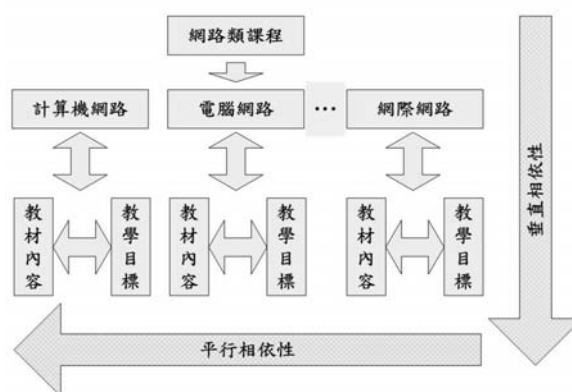 網路類課程
計算機網路
電腦網路
…
網際網路
教材內容
教學目標
教材內容
教學目標
教材內容
教學目標
平行相依性
垂直相依性